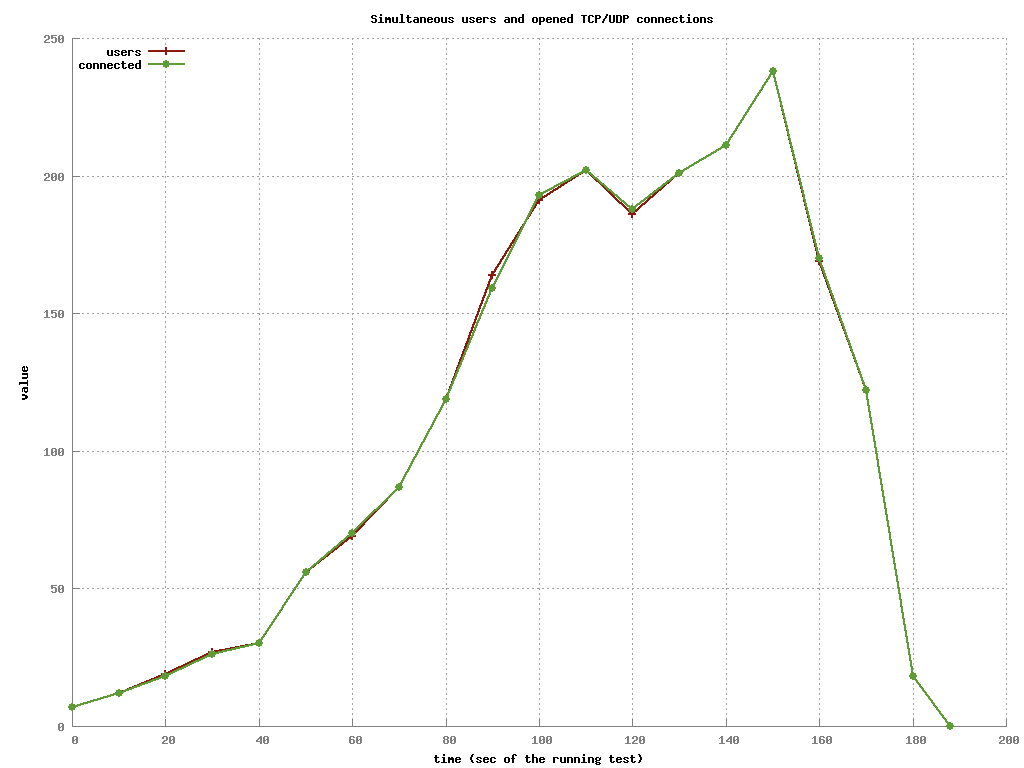 Simultaneous users and opened TCP/UDP connections
250
users
connected
200
150
value
100
50
0
0 20 40 60 80 100 120 140 160 180 200
time (sec of the running test)